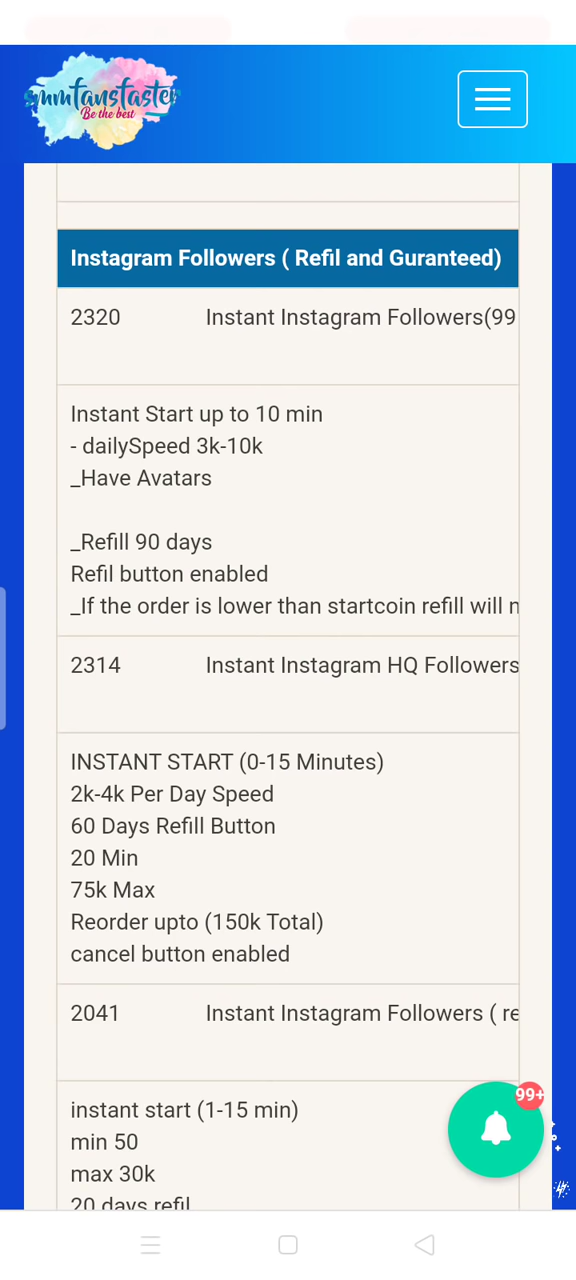 smmfansfaster
Be the best
Instagram Followers ( Refil and Guranteed)
2320 Instant Instagram Followers(99
Instant Start up to 10 min
- dailySpeed 3k-10k
_Have Avatars
_Refill 90 days
Refil button enabled
_If the order is lower than startcoin refill will n
2314 Instant Instagram HQ Followers
INSTANT START (0-15 Minutes)
2k-4k Per Day Speed
60 Days Refill Button
20 Min
75k Max
Reorder upto (150k Total)
cancel button enabled
2041 Instant Instagram Followers ( re
instant start (1-15 min)
99+
min 50
max 30k
20 days refil